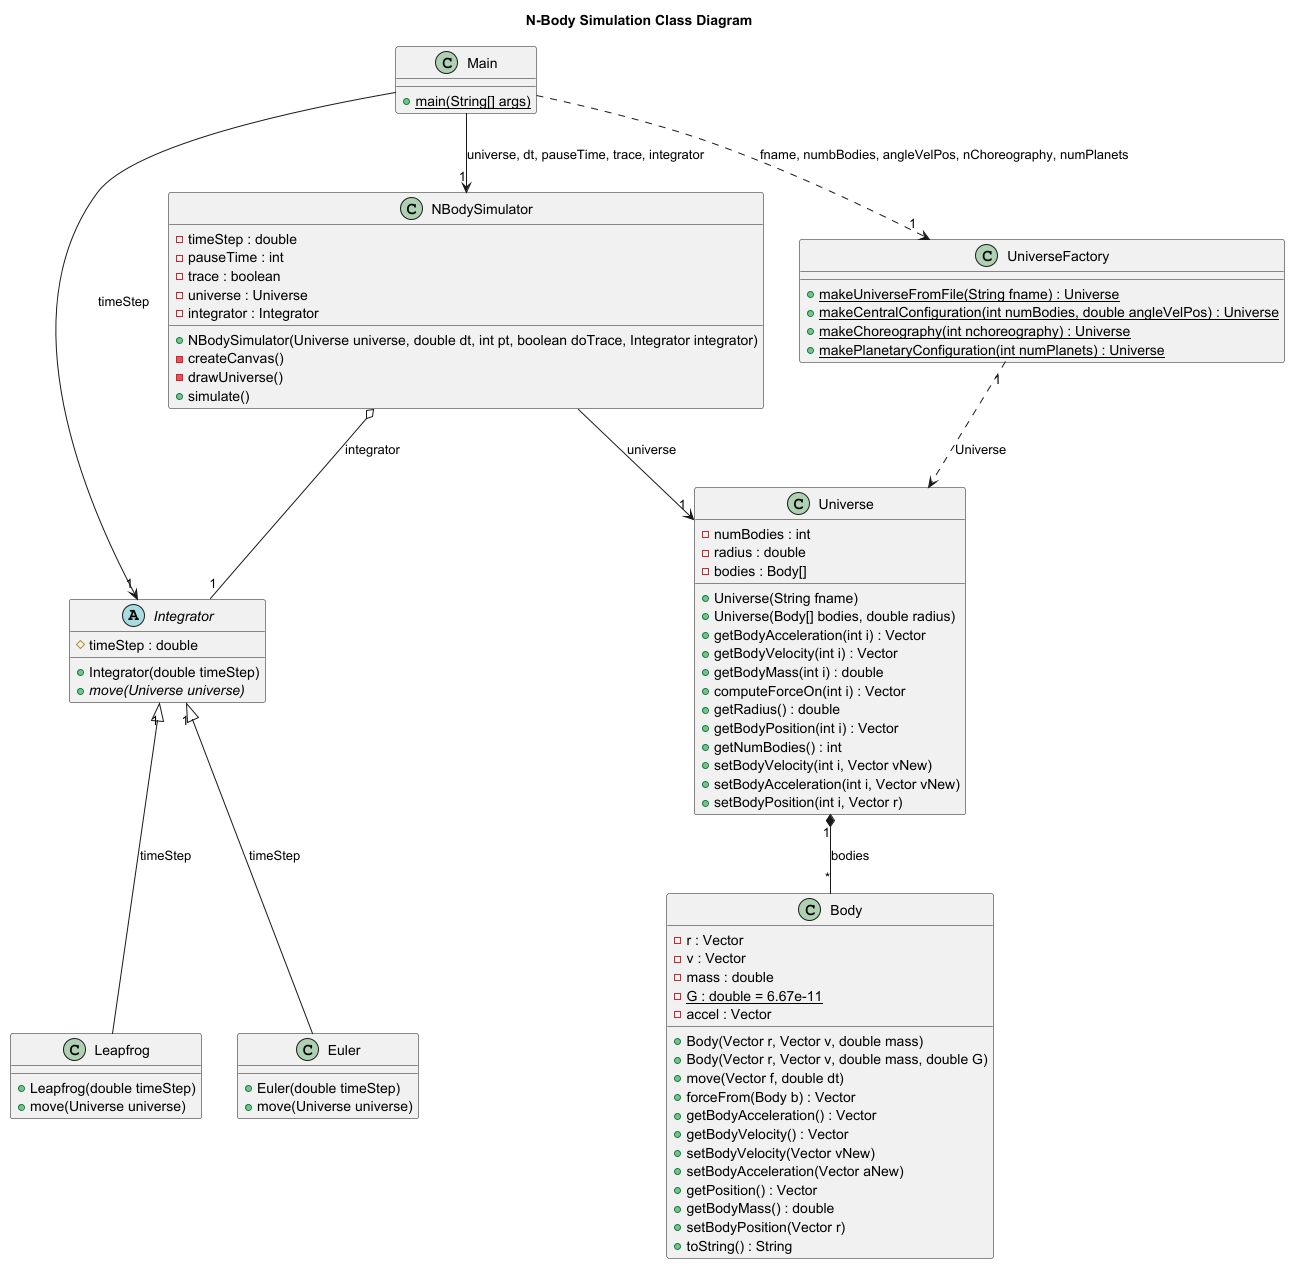 N-Body Simulation Class Diagram
C Main
main(String[] args)
universe, dt, pauseTime, trace, integrator
fname, numbBodies, angleVelPos, nChoreography, numPlanets
1
1
C NBodySimulator
timeStep : double
pauseTime : int
trace : boolean
universe : Universe
integrator : Integrator
NBodySimulator(Universe universe, double dt, int pt, boolean doTrace, Integrator integrator)
createCanvas()
drawUniverse()
simulate()
C UniverseFactory
makeUniverseFromFile(String fname) : Universe
makeCentralConfiguration(int numBodies, double angleVelPos) : Universe
makeChoreography(int nchoreography) : Universe
makePlanetaryConfiguration(int numPlanets) : Universe
timeStep
1
integrator
universe
Universe
1
1
1
A Integrator
timeStep : double
Integrator(double timeStep)
move(Universe universe)
C Universe
numBodies : int
radius : double
bodies : Body[]
Universe(String fname)
Universe(Body[] bodies, double radius)
getBodyAcceleration(int i) : Vector
getBodyVelocity(int i) : Vector
getBodyMass(int i) : double
computeForceOn(int i) : Vector
getRadius() : double
getBodyPosition(int i) : Vector
getNumBodies() : int
setBodyVelocity(int i, Vector vNew)
setBodyAcceleration(int i, Vector vNew)
setBodyPosition(int i, Vector r)
1
1
timeStep
timeStep
1
bodies
*
C Leapfrog
Leapfrog(double timeStep)
move(Universe universe)
C Euler
Euler(double timeStep)
move(Universe universe)
C Body
r : Vector
v : Vector
mass : double
G : double = 6.67e-11
accel : Vector
Body(Vector r, Vector v, double mass)
Body(Vector r, Vector v, double mass, double G)
move(Vector f, double dt)
forceFrom(Body b) : Vector
getBodyAcceleration() : Vector
getBodyVelocity() : Vector
setBodyVelocity(Vector vNew)
setBodyAcceleration(Vector aNew)
getPosition() : Vector
getBodyMass() : double
setBodyPosition(Vector r)
toString() : String